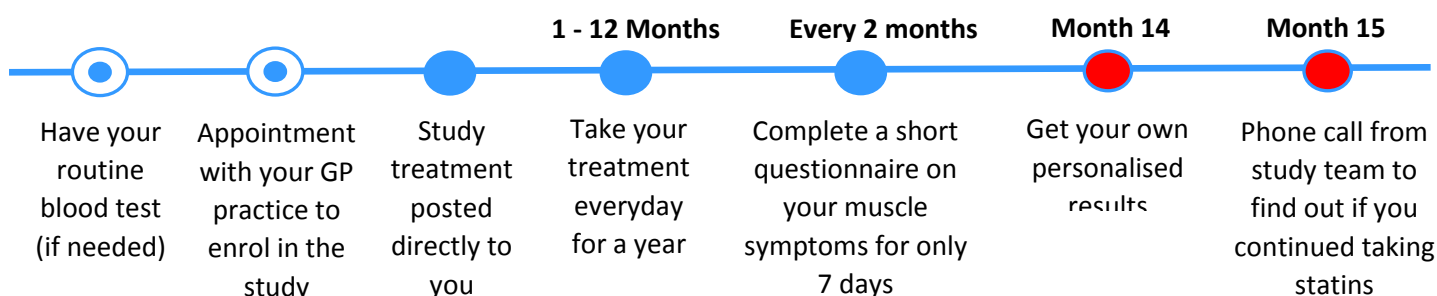 1 - 12 Months
Every 2 months
Month 14
Month 15
Have your
routine
blood test
(if needed)
Appointment
with your GP
practice to
enrol in the
study
Study
treatment
posted
directly to
you
Take your
treatment
everyday
for a year
Complete a short
questionnaire on
your muscle
symptoms for only
7 days
Get your own
personalised
results
Phone call from
study team to
find out if you
continued taking
statins